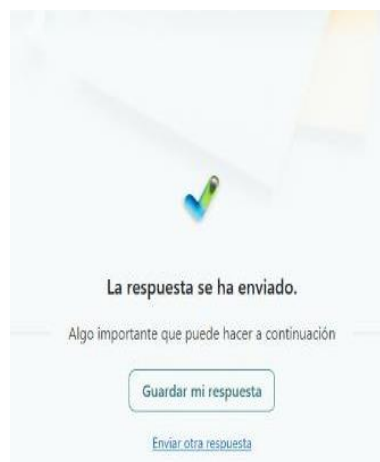 La respuesta se ha enviado.
Algo importante que puede hacer a continuación
Guardar mi respuesta
Enviar otra respuesta